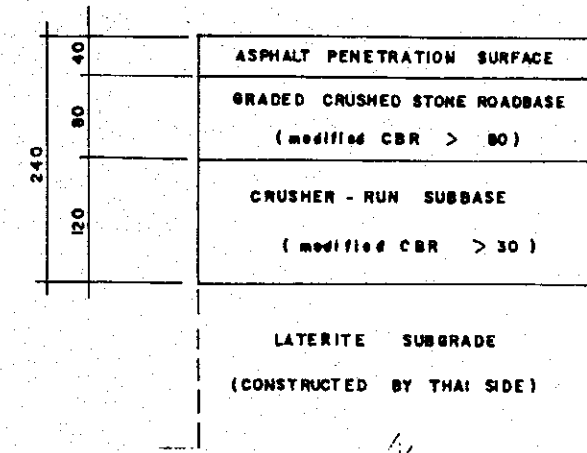 40
ASPHALT PENETRATION SURFACE
80
GRADED CRUSHED STONE ROADBASE
(modified CBR > 80)
240
120
CRUSHER-RUN SUBBASE
(modified CBR > 30)
LATERITE SUBGRADE
(CONSTRUCTED BY THAI SIDE)